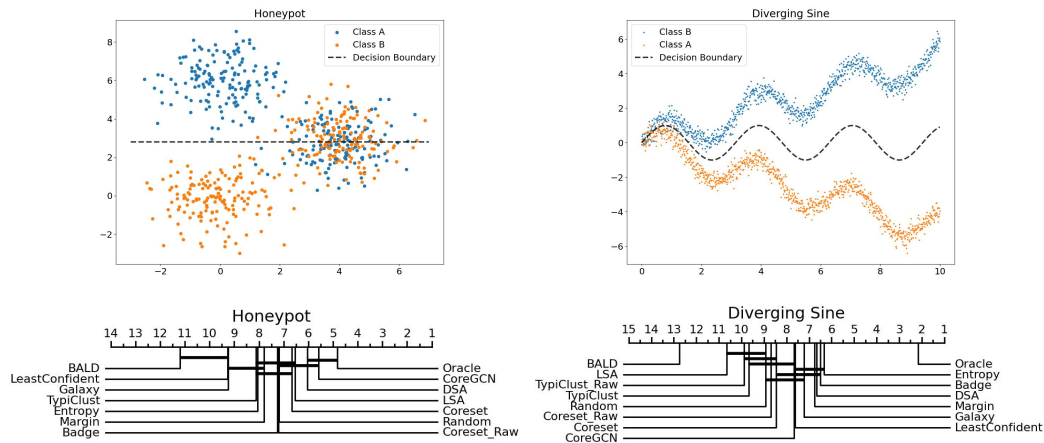 Honeypot
Class A
Class B
Decision Boundary
8
6
4
2
0
−2
−2 0 2 4 6
Diverging Sine
Class B
Class A
Decision Boundary
6
4
2
0
−2
−4
−6
0 2 4 6 8 10
Honeypot
14 13 12 11 10 9 8 7 6 5 4 3 2 1
BALD
LeastConfident
Galaxy
TypiClust
Entropy
Margin
Badge
Oracle
CoreGCN
DSA
LSA
Coreset
Random
Coreset_Raw
Diverging Sine
15 14 13 12 11 10 9 8 7 6 5 4 3 2 1
BALD
LSA
TypiClust_Raw
TypiClust
Random
Coreset_Raw
Coreset
CoreGCN
Oracle
Entropy
Badge
DSA
Margin
Galaxy
LeastConfident